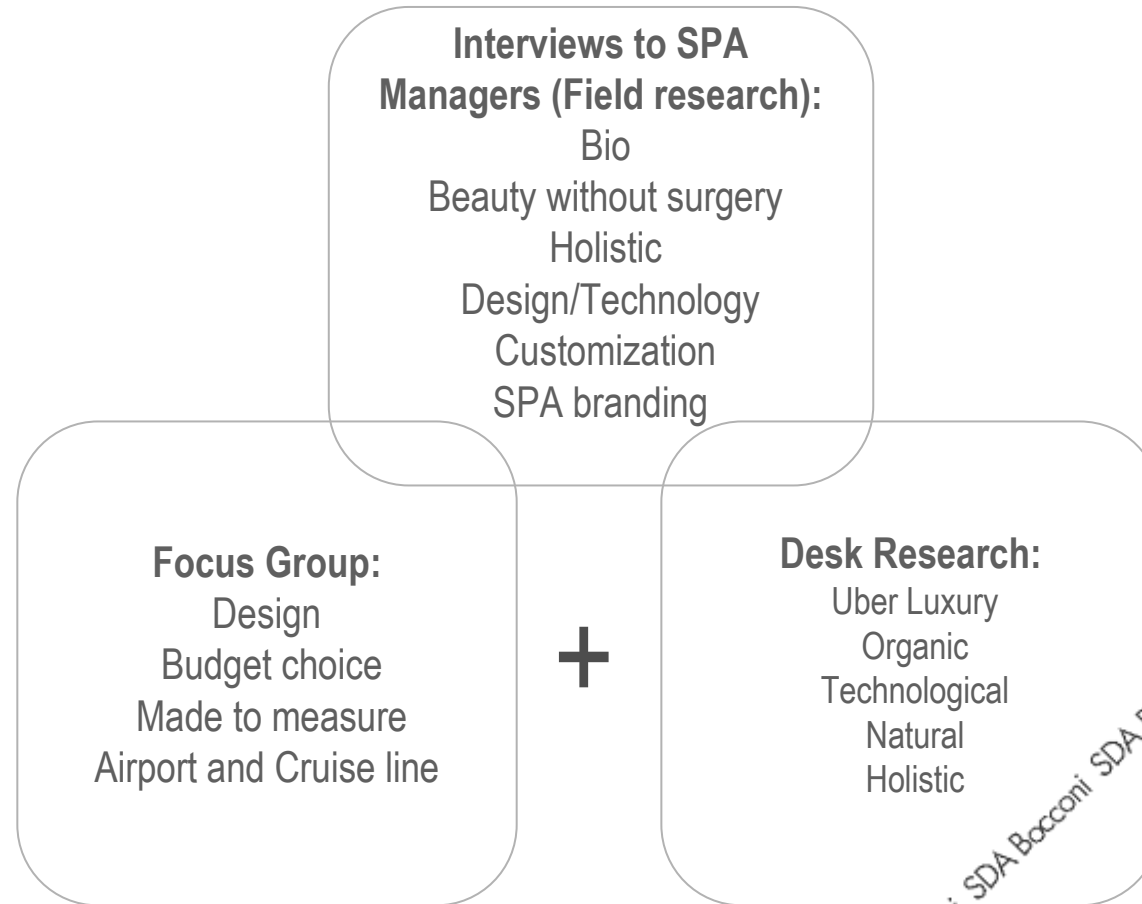 Interviews to SPA
Managers (Field research):
Bio
Beauty without surgery
Holistic
Design/Technology
Customization
SPA branding
Focus Group:
Design
Budget choice
Made to measure
Airport and Cruise line
+
Desk Research:
Uber Luxury
Organic
Technological
Natural
Holistic
SDA Bocconi SDA